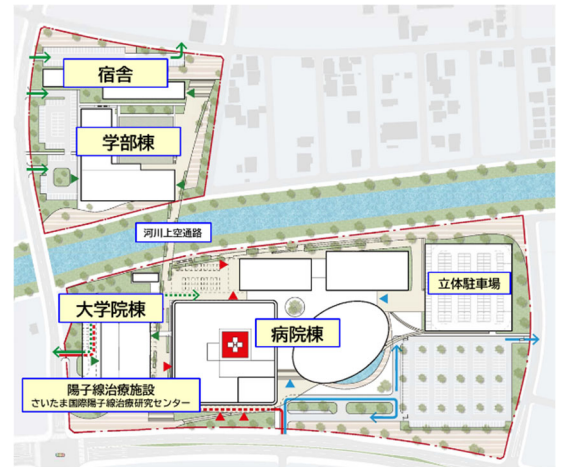 宿舎
学部棟
河川上空通路
大学院棟
病院棟
立体駐車場
陽子線治療施設
さいたま国際陽子線治療研究センター